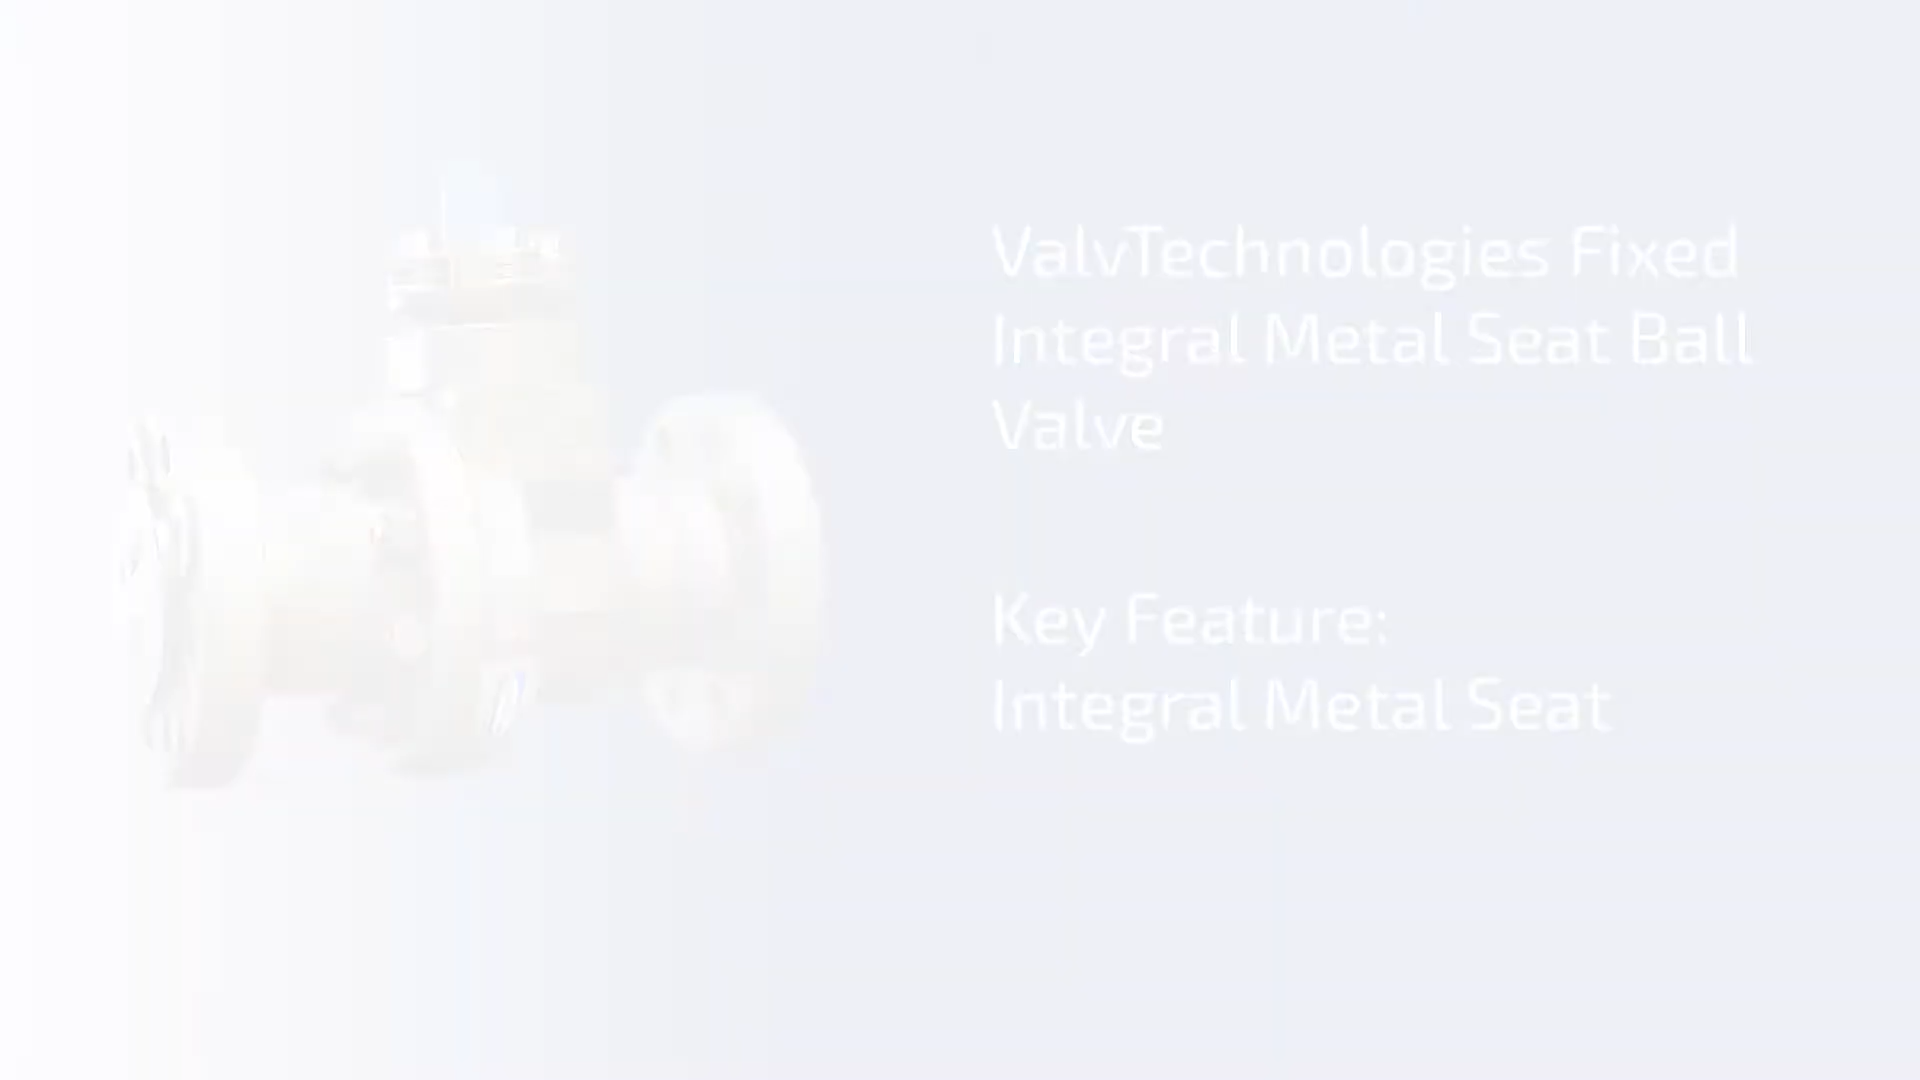 ValvTechnologies Fixed
Integral Metal Seat Ball
Valve
Key Feature:
Integral Metal Seat